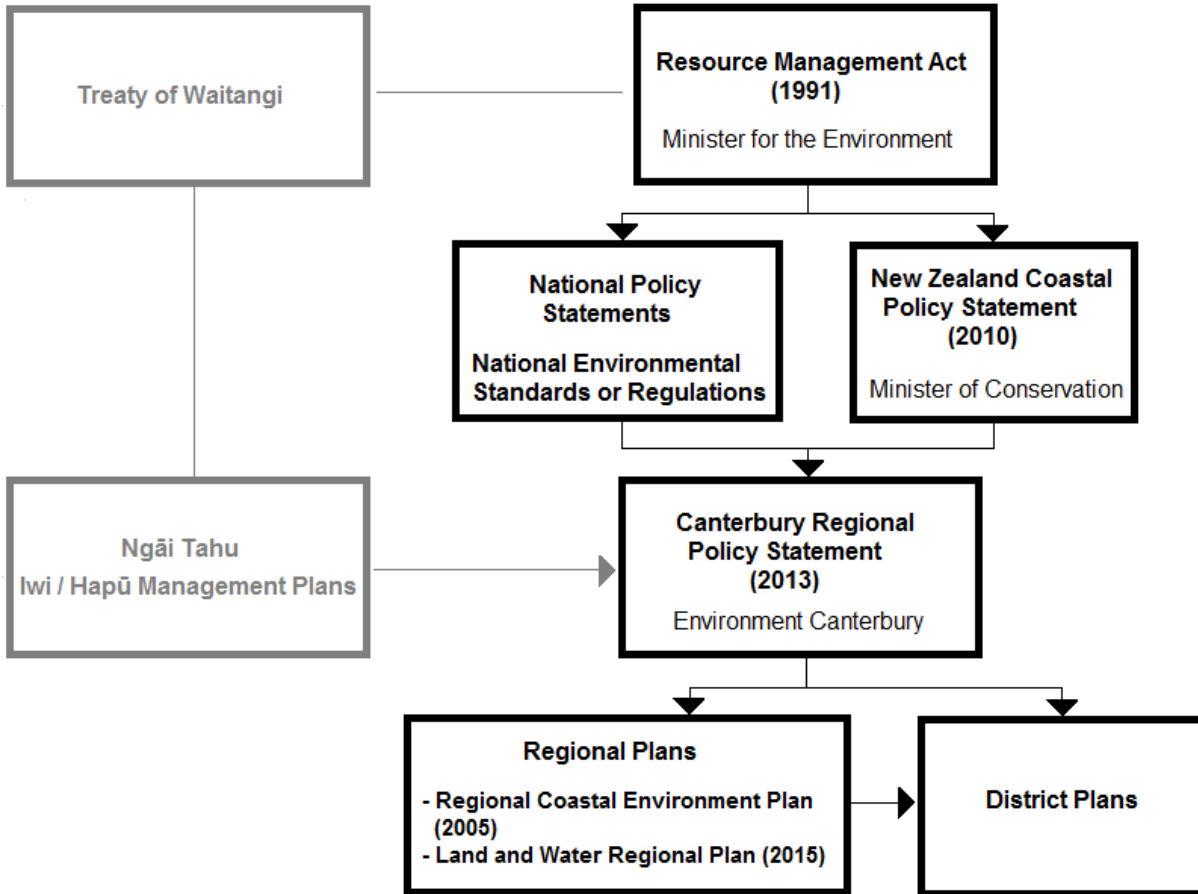 Treaty of Waitangi
Resource Management Act
(1991)
Minister for the Environment
National Policy
Statements
National Environmental
Standards or Regulations
New Zealand Coastal
Policy Statement
(2010)
Minister of Conservation
Ngāi Tahu
Iwi / Hapū Management Plans
Canterbury Regional
Policy Statement
(2013)
Environment Canterbury
Regional Plans
- Regional Coastal Environment Plan
(2005)
- Land and Water Regional Plan (2015)
District Plans